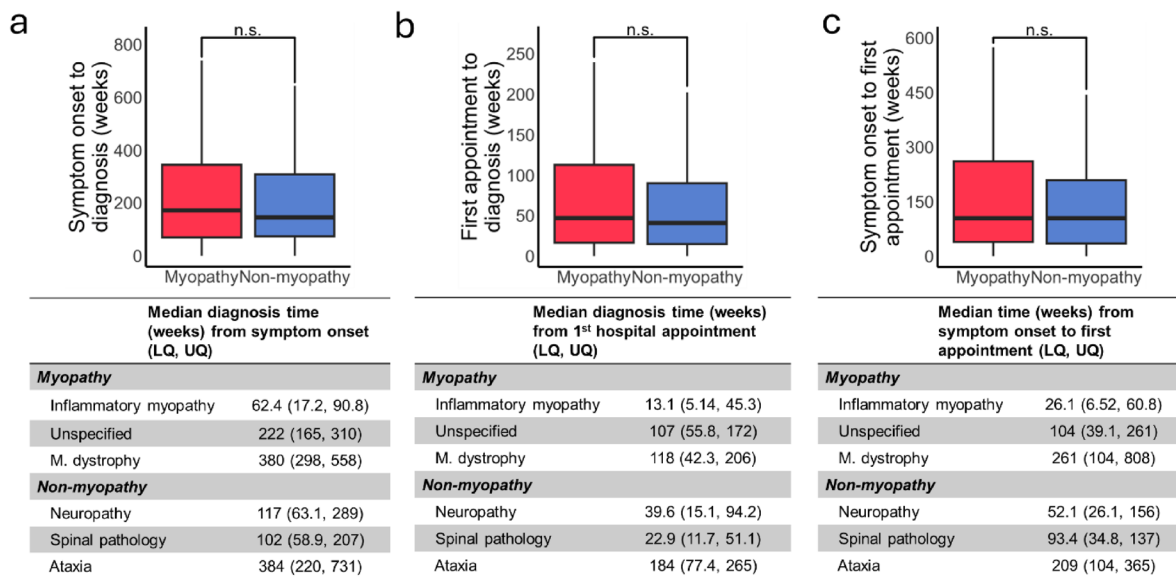 a
Symptom onset to
diagnosis (weeks)
800
600
400
200
0
n.s.
Myopathy Non-myopathy
Median diagnosis time
(weeks) from symptom onset
(LQ, UQ)
Myopathy
Inflammatory myopathy 62.4 (17.2, 90.8)
Unspecified 222 (165, 310)
M. dystrophy 380 (298, 558)
Non-myopathy
Neuropathy 117 (63.1, 289)
Spinal pathology 102 (58.9, 207)
Ataxia 384 (220, 731)
b
First appointment to
diagnosis (weeks)
250
200
150
100
50
0
n.s.
Myopathy Non-myopathy
Median diagnosis time (weeks)
from 1st hospital appointment
(LQ, UQ)
Myopathy
Inflammatory myopathy 13.1 (5.14, 45.3)
Unspecified 107 (55.8, 172)
M. dystrophy 118 (42.3, 206)
Non-myopathy
Neuropathy 39.6 (15.1, 94.2)
Spinal pathology 22.9 (11.7, 51.1)
Ataxia 184 (77.4, 265)
c
Symptom onset to first
appointment (weeks)
600
450
300
150
0
n.s.
Myopathy Non-myopathy
Median time (weeks) from
symptom onset to first
appointment (LQ, UQ)
Myopathy
Inflammatory myopathy 26.1 (6.52, 60.8)
Unspecified 104 (39.1, 261)
M. dystrophy 261 (104, 808)
Non-myopathy
Neuropathy 52.1 (26.1, 156)
Spinal pathology 93.4 (34.8, 137)
Ataxia 209 (104, 365)